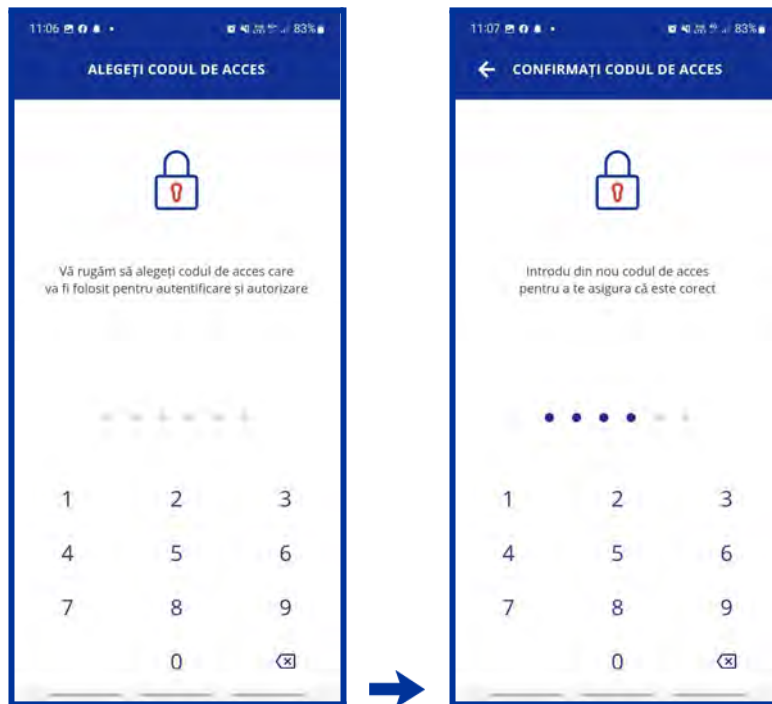 11:06
83%
ALEGEȚI CODUL DE ACCES
Vă rugăm să alegeți codul de acces care
va fi folosit pentru autentificare și autorizare
1 2 3
4 5 6
7 8 9
0
11:07
83%
CONFIRMAȚI CODUL DE ACCES
Introdu din nou codul de acces
pentru a te asigura că este corect
1 2 3
4 5 6
7 8 9
0